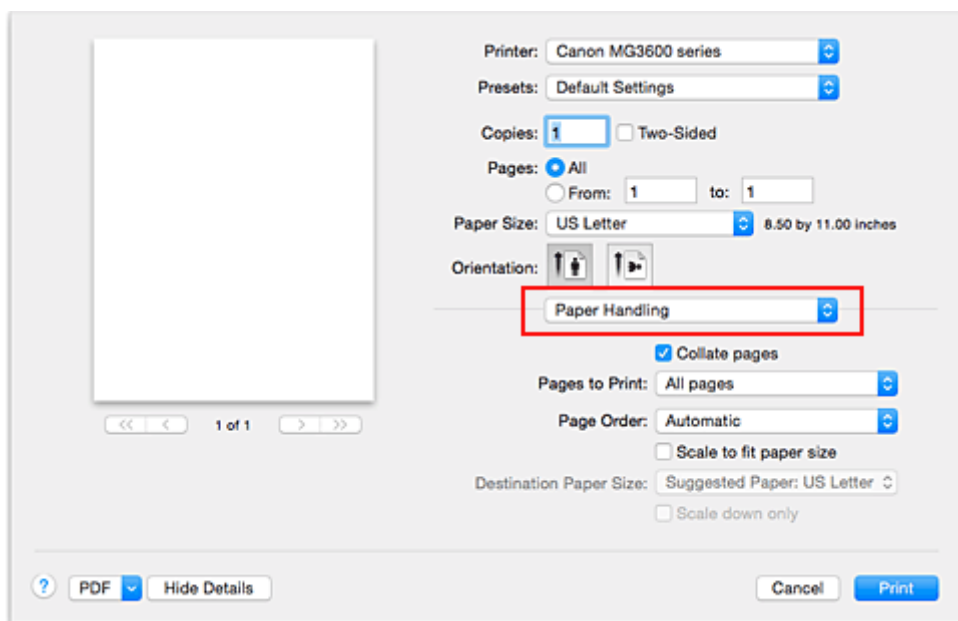 Printer: Canon MG3600 series
Presets: Default Settings
Copies: 1 Two-Sided
Pages: All
From: 1 to: 1
Paper Size: US Letter 8.50 by 11.00 inches
Orientation:
Paper Handling
Collate pages
Pages to Print: All pages
<< < 1 of 1 > >>
Page Order: Automatic
Scale to fit paper size
Destination Paper Size: Suggested Paper: US Letter
Scale down only
? PDF Hide Details Cancel Print